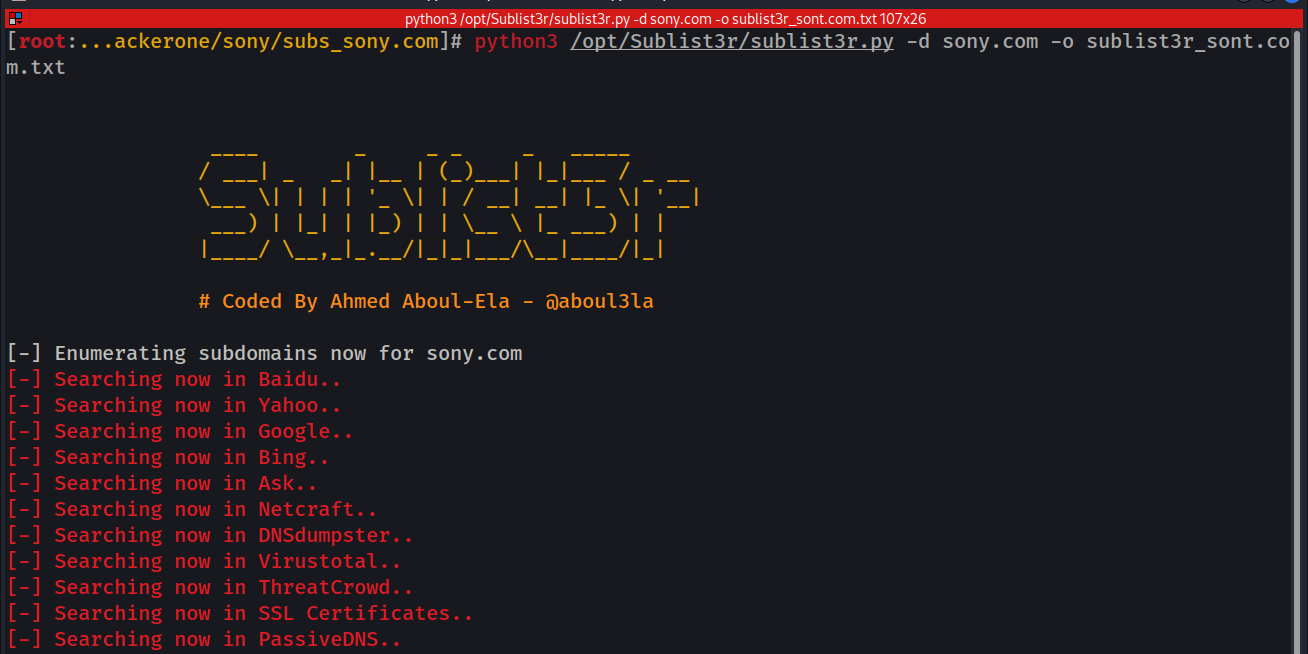 python3 /opt/Sublist3r/sublist3r.py -d sony.com -o sublist3r_sont.com.txt 107x26
[root:...ackerone/sony/subs_sony.com]# python3 /opt/Sublist3r/sublist3r.py -d sony.com -o sublist3r_sont.co
m.txt
                 ____        _     _ _     _   _____
                / ___| _   _| |__ | (_)___| |_|___ / _ __
                \___ \| | | | '_ \| | / __| __| |_ \| '__|
                 ___) | |_| | |_) | | \__ \ |_ ___) | |
                |____/ \__,_|_.__/|_|_|___/\__|____/|_|
# Coded By Ahmed Aboul-Ela - @aboul3la
[-] Enumerating subdomains now for sony.com
[-] Searching now in Baidu..
[-] Searching now in Yahoo..
[-] Searching now in Google..
[-] Searching now in Bing..
[-] Searching now in Ask..
[-] Searching now in Netcraft..
[-] Searching now in DNSdumpster..
[-] Searching now in Virustotal..
[-] Searching now in ThreatCrowd..
[-] Searching now in SSL Certificates..
[-] Searching now in PassiveDNS..